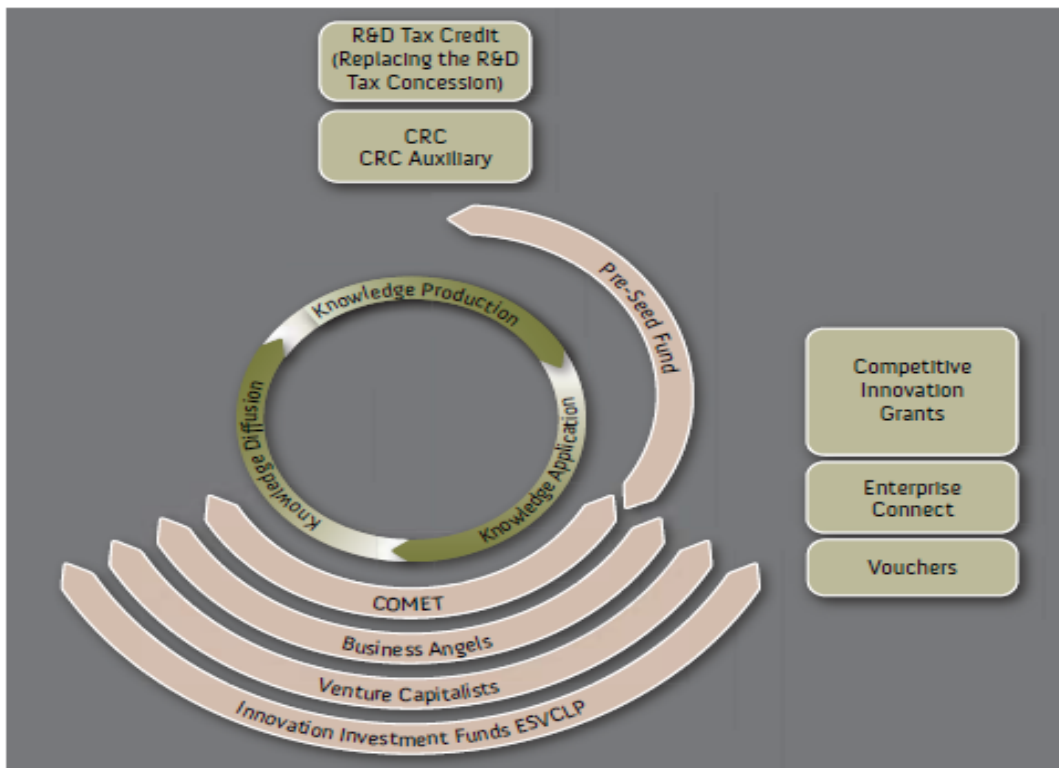 R&D Tax Credit
(Replacing the R&D
Tax Concession)
CRC
CRC Auxiliary
Pre-Seed Fund
Knowledge Production
Knowledge Application
Knowledge Diffusion
Competitive
Innovation
Grants
Enterprise
Connect
Vouchers
COMET
Business Angels
Venture Capitalists
Innovation Investment Funds ESVCLP